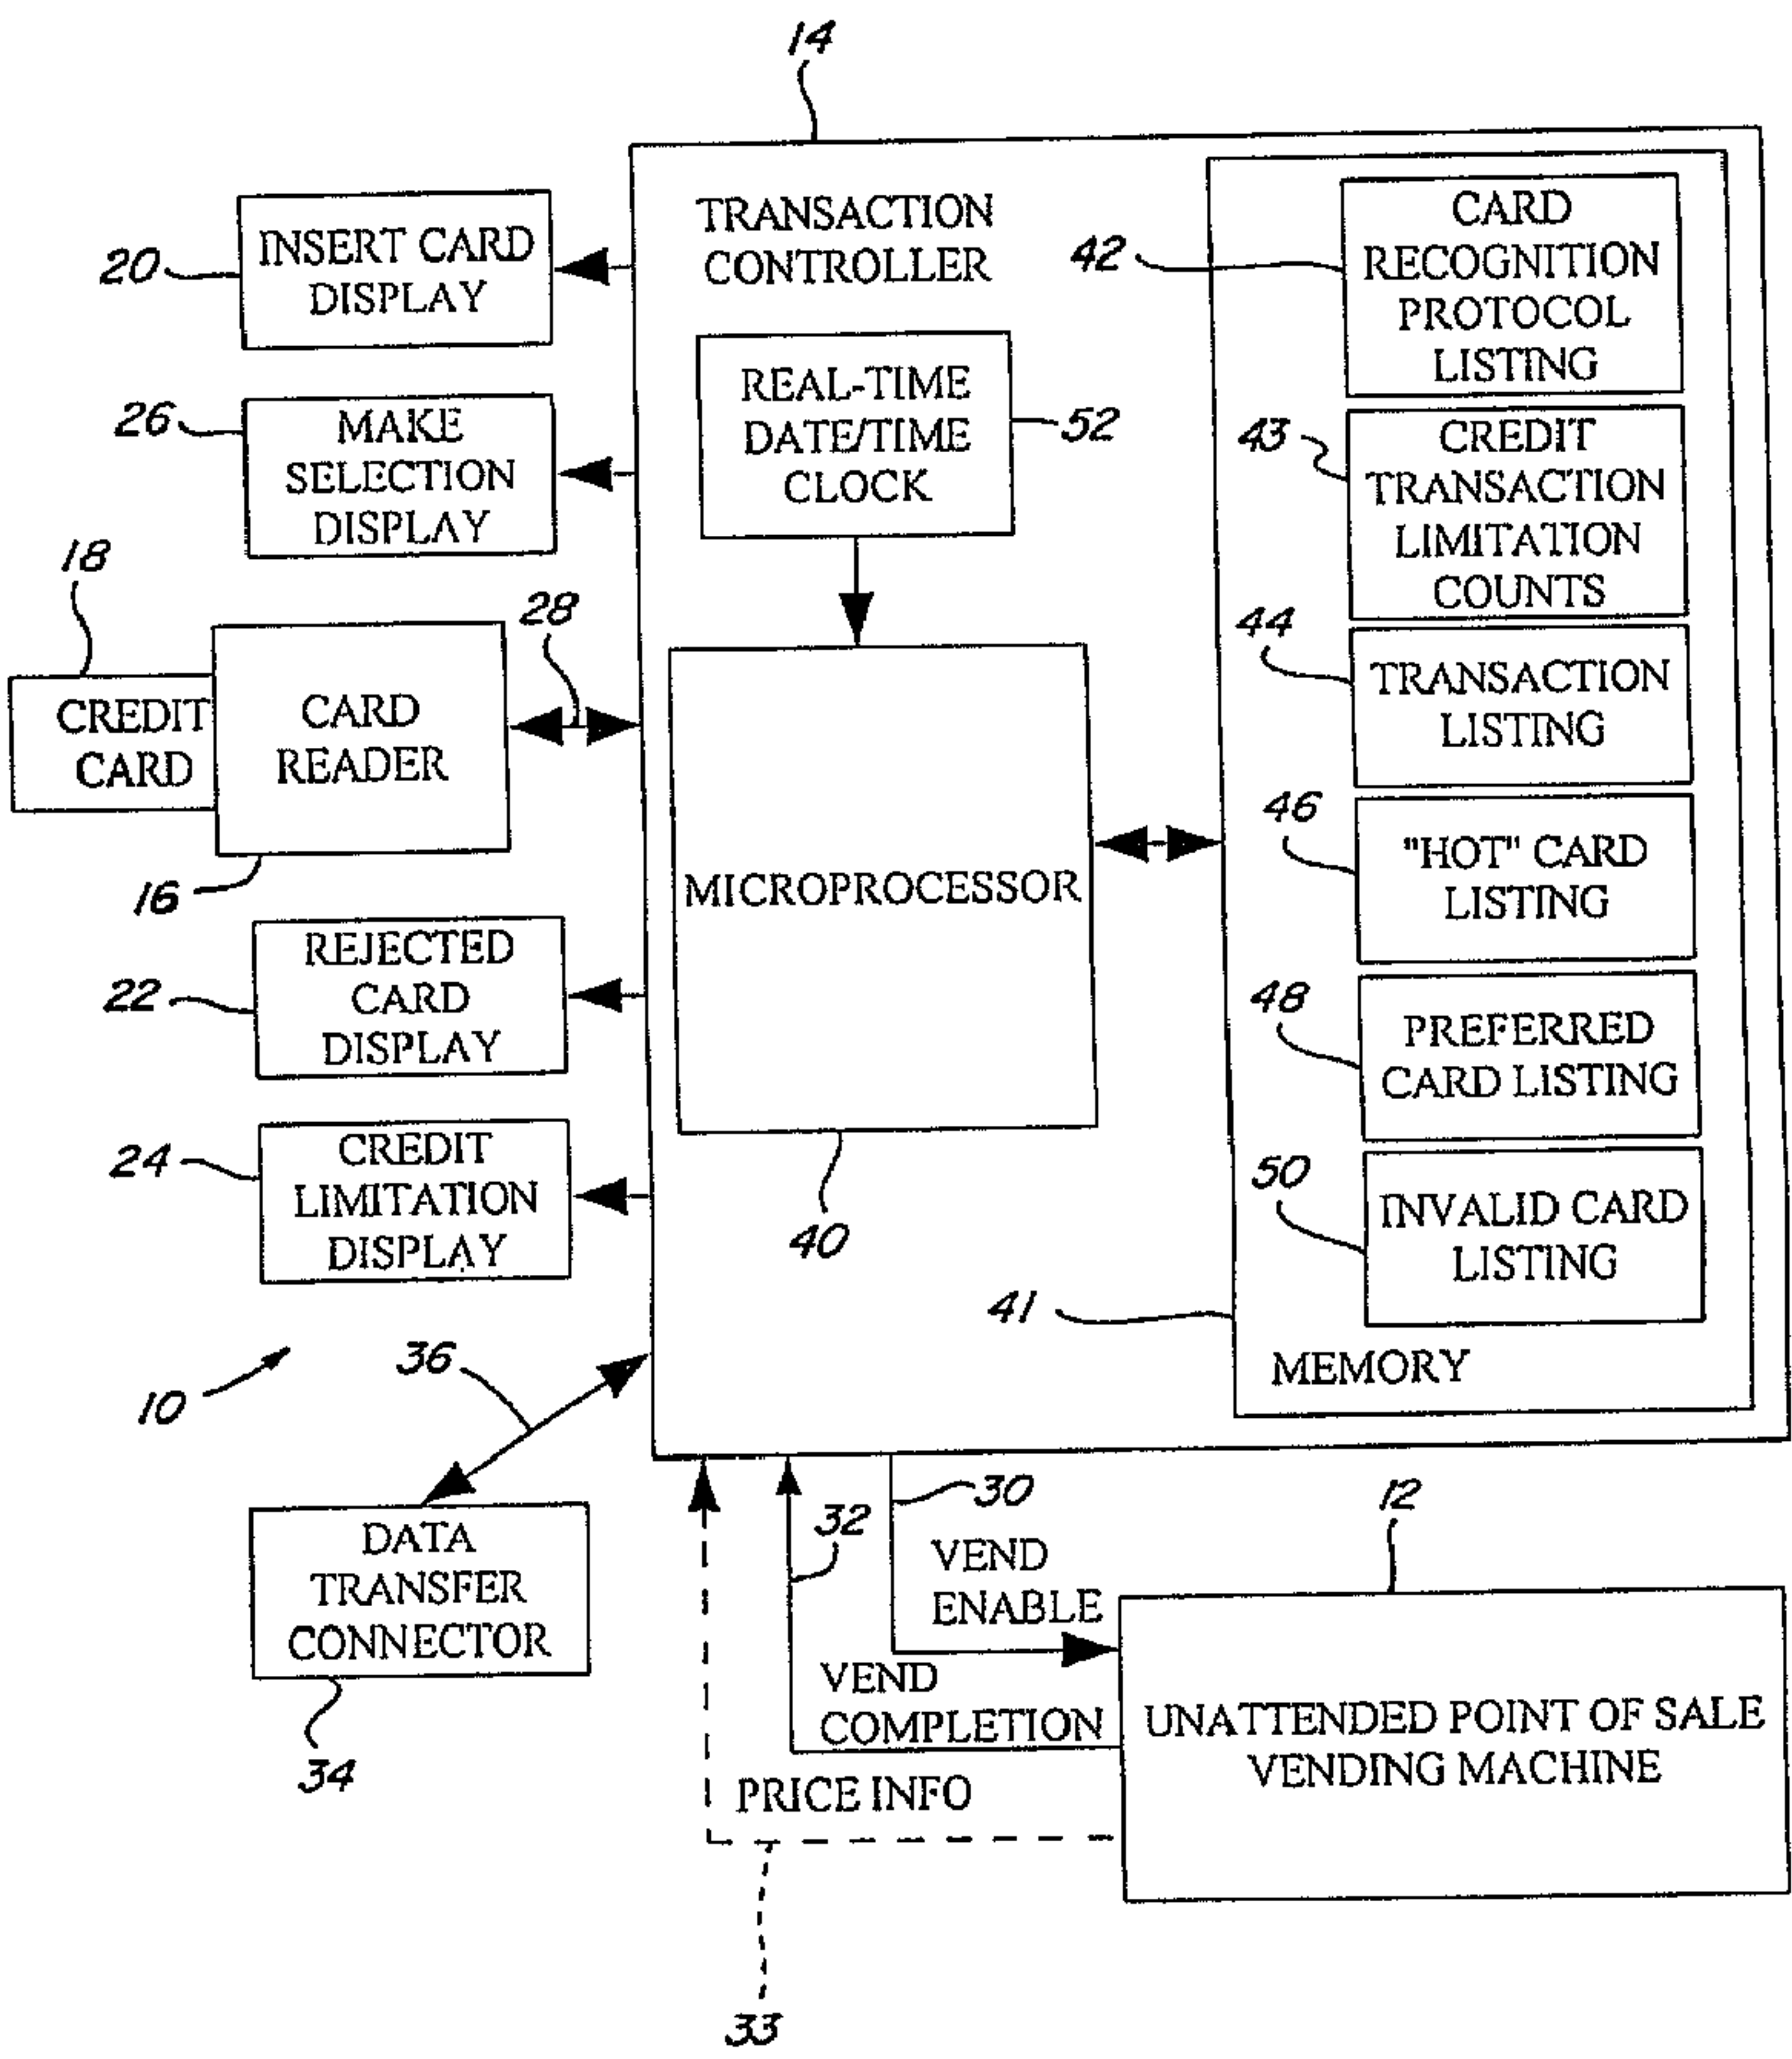 14
TRANSACTION
CONTROLLER
20
INSERT CARD
DISPLAY
26
MAKE
SELECTION
DISPLAY
18
CREDIT
CARD
28
CARD
READER
16
22
REJECTED
CARD
DISPLAY
24
CREDIT
LIMITATION
DISPLAY
10
36
DATA
TRANSFER
CONNECTOR
34
REAL-TIME
DATE/TIME
CLOCK
52
MICROPROCESSOR
40
42
CARD
RECOGNITION
PROTOCOL
LISTING
43
CREDIT
TRANSACTION
LIMITATION
COUNTS
44
TRANSACTION
LISTING
46
"HOT" CARD
LISTING
48
PREFERRED
CARD LISTING
50
INVALID CARD
LISTING
41
MEMORY
30
32
VEND
ENABLE
VEND
COMPLETION
PRICE INFO
33
12
UNATTENDED POINT OF SALE
VENDING MACHINE